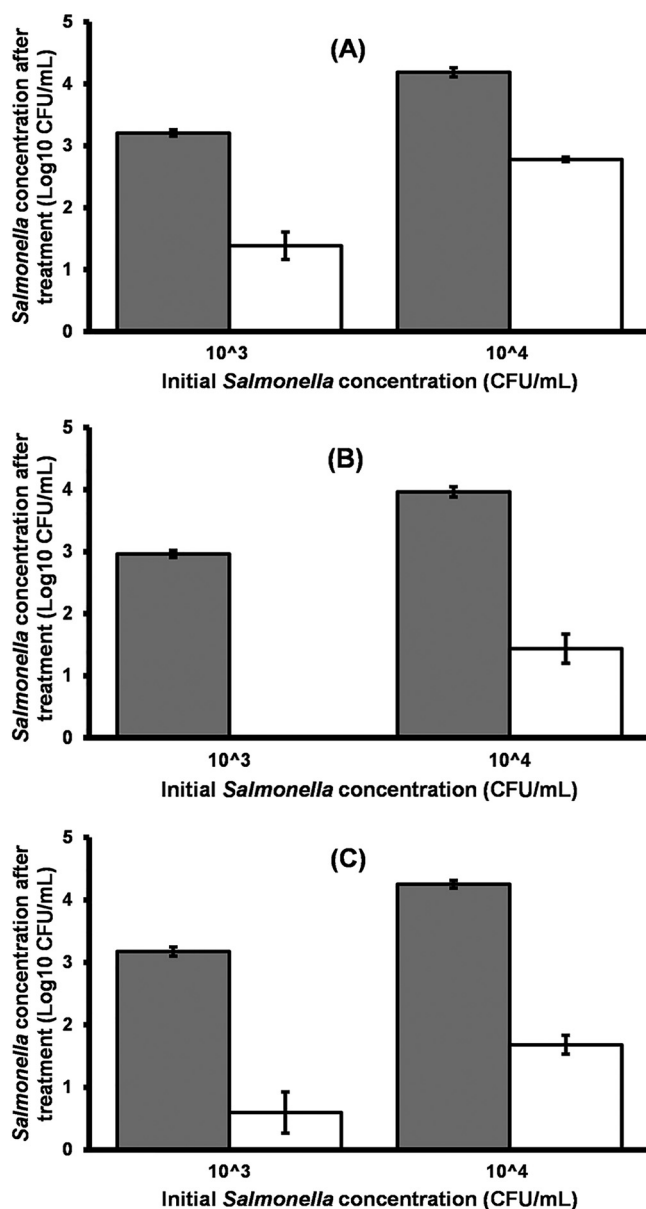 (A)
Salmonella concentration after
treatment (Log10 CFU/mL)
5
4
3
2
1
0
10^3 10^4
Initial Salmonella concentration (CFU/mL)
(B)
Salmonella concentration after
treatment (Log10 CFU/mL)
5
4
3
2
1
0
10^3 10^4
Initial Salmonella concentration (CFU/mL)
(C)
Salmonella concentration after
treatment (Log10 CFU/mL)
5
4
3
2
1
0
10^3 10^4
Initial Salmonella concentration (CFU/mL)